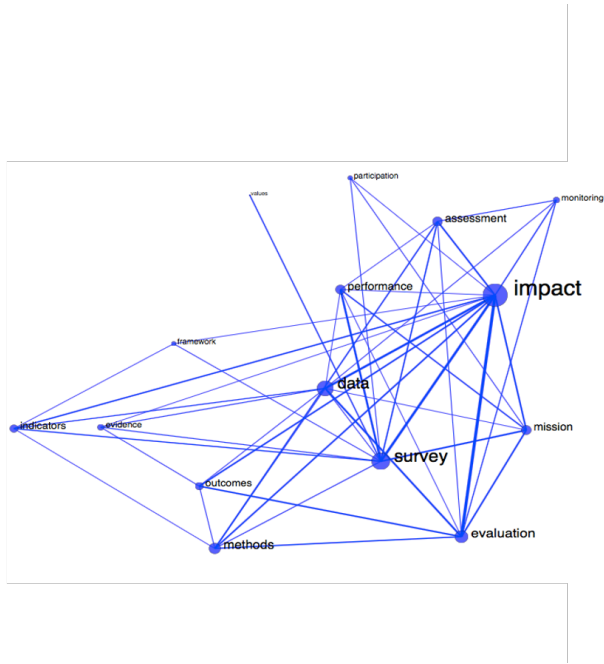 participation
values
monitoring
assessment
performance
impact
framework
data
indicators
evidence
mission
survey
outcomes
evaluation
methods